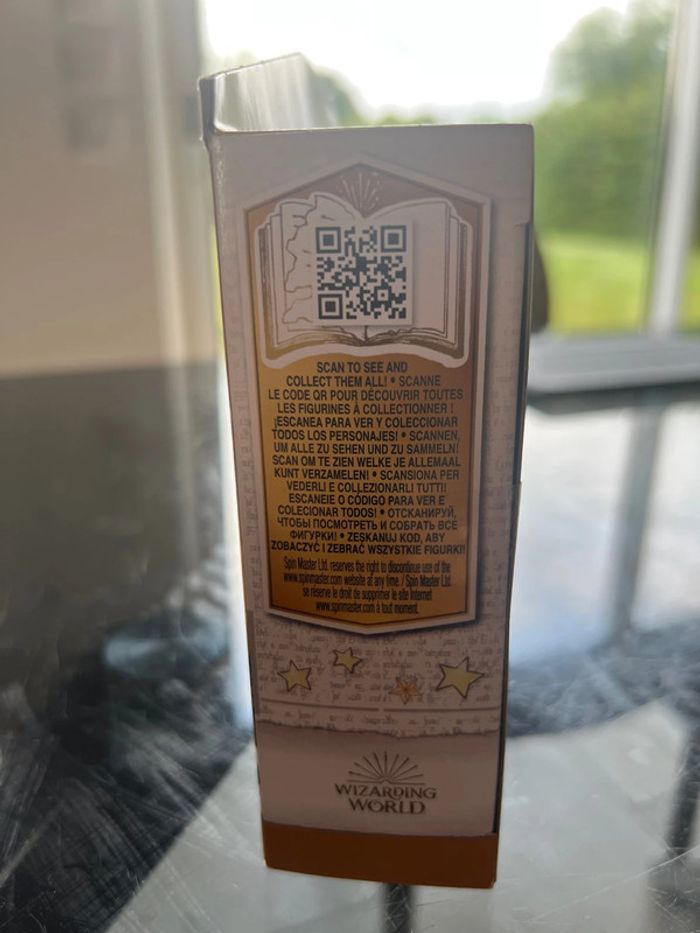 SCAN TO SEE AND
COLLECT THEM ALL! • SCANNE
LE CODE QR POUR DÉCOUVRIR TOUTES
LES FIGURINES À COLLECTIONNER !
¡ESCANEA PARA VER Y COLECCIONAR
TODOS LOS PERSONAJES! • SCANNEN,
UM ALLE ZU SEHEN UND ZU SAMMELN!
SCAN OM TE ZIEN WELKE JE ALLEMAAL
KUNT VERZAMELEN! • SCANSIONA PER
VEDERLI E COLLEZIONARLI TUTTI!
ESCANEIE O CÓDIGO PARA VER E
COLECIONAR TODOS! • ОТСКАНИРУЙ,
ЧТОБЫ ПОСМОТРЕТЬ И СОБРАТЬ ВСЕ
ФИГУРКИ! • ZESKANUJ KOD, ABY
ZOBACZYĆ I ZEBRAĆ WSZYSTKIE FIGURKI!
Spin Master Ltd. reserves the right to discontinue use of the
www.spinmaster.com website at any time. / Spin Master Ltd.
se réserve le droit de supprimer le site Internet
www.spinmaster.com à tout moment.
WIZARDING
WORLD